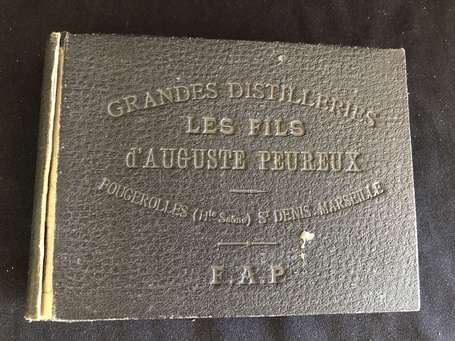 GRANDES DISTILLERIES
LES FILS
d'AUGUSTE PEUREUX
FOUGEROLLES (Hte Saône) St DENIS. MARSEILLE
F.A.P